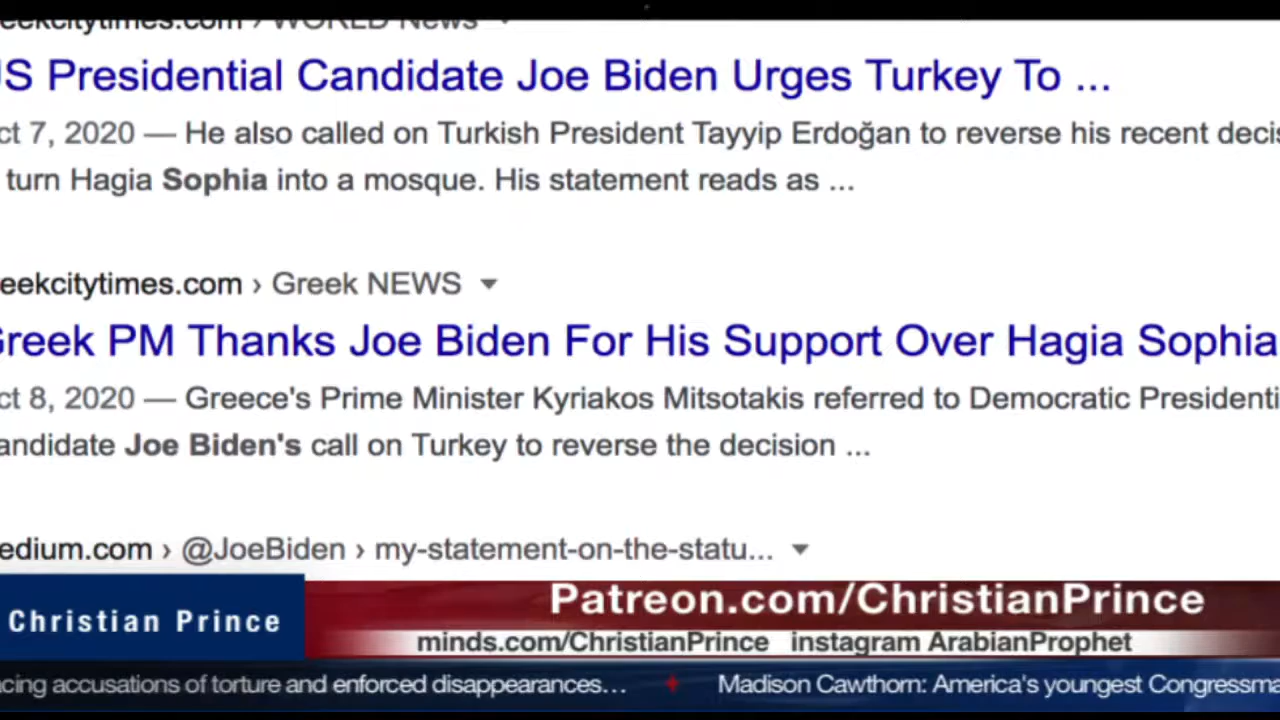 eekcitytimes.com › WORLD News
US Presidential Candidate Joe Biden Urges Turkey To ...
ct 7, 2020 — He also called on Turkish President Tayyip Erdoğan to reverse his recent decis
turn Hagia Sophia into a mosque. His statement reads as ...
eekcitytimes.com › Greek NEWS
Greek PM Thanks Joe Biden For His Support Over Hagia Sophia
ct 8, 2020 — Greece's Prime Minister Kyriakos Mitsotakis referred to Democratic Presidenti
andidate Joe Biden's call on Turkey to reverse the decision ...
edium.com › @JoeBiden › my-statement-on-the-statu...
Christian Prince
Patreon.com/ChristianPrince
minds.com/ChristianPrince instagram ArabianProphet
cing accusations of torture and enforced disappearances... Madison Cawthorn: America's youngest Congressma